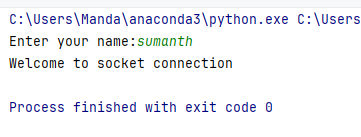 C:\Users\Manda\anaconda3\python.exe C:\Users
Enter your name:sumanth
Welcome to socket connection
Process finished with exit code 0